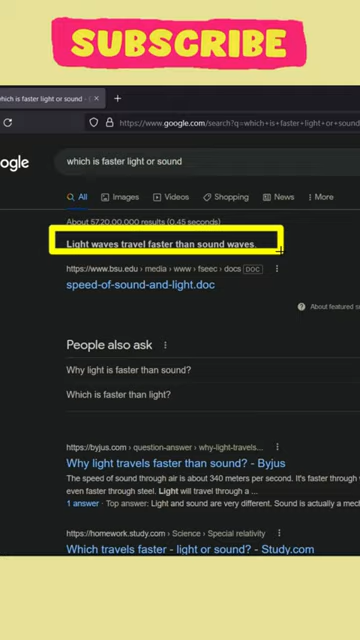 SUBSCRIBE
which is faster light or sound -
https://www.google.com/search?q=which+is+faster+light+or+sound
ogle
which is faster light or sound
All Images Videos Shopping News More
About 57,20,00,000 results (0.45 seconds)
Light waves travel faster than sound waves.
https://www.bsu.edu › media › www › fseec › docs DOC
speed-of-sound-and-light.doc
About featured
People also ask
Why light is faster than sound?
Which is faster than light?
https://byjus.com › question-answer › why-light-travels...
Why light travels faster than sound? - Byjus
The speed of sound through air is about 340 meters per second. It's faster through
even faster through steel. Light will travel through a ...
1 answer · Top answer: Light and sound are very different. Sound is actually a
https://homework.study.com › Science › Special relativity
Which travels faster - light or sound? - Study.com